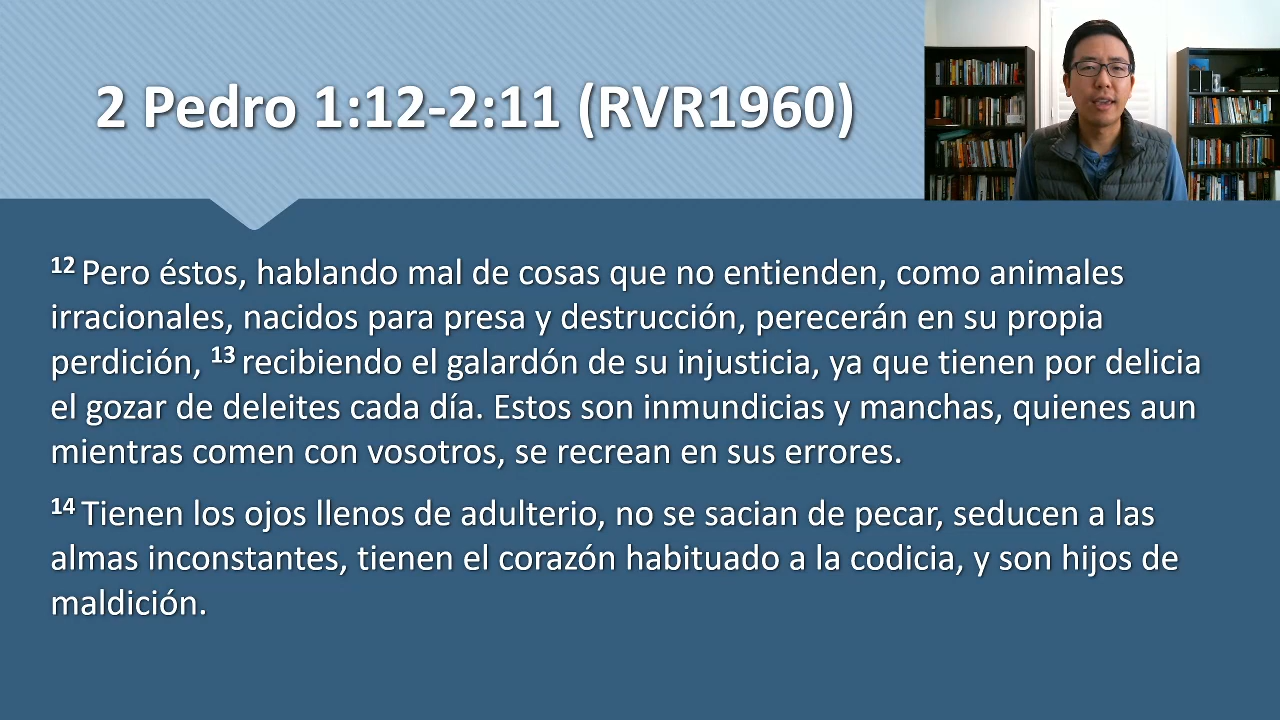 2 Pedro 1:12-2:11 (RVR1960)
12 Pero éstos, hablando mal de cosas que no entienden, como animales
irracionales, nacidos para presa y destrucción, perecerán en su propia
perdición, 13 recibiendo el galardón de su injusticia, ya que tienen por delicia
el gozar de deleites cada día. Estos son inmundicias y manchas, quienes aun
mientras comen con vosotros, se recrean en sus errores.
14 Tienen los ojos llenos de adulterio, no se sacian de pecar, seducen a las
almas inconstantes, tienen el corazón habituado a la codicia, y son hijos de
maldición.